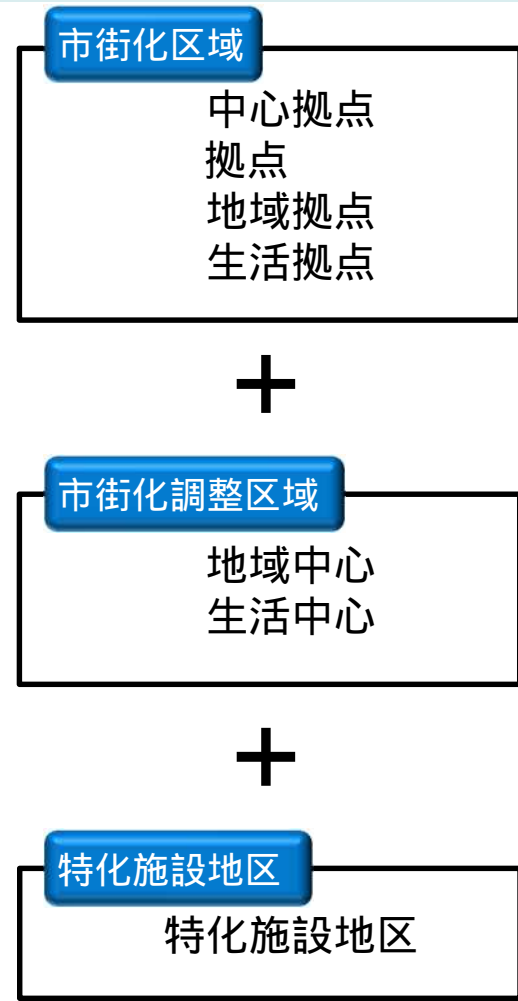 市街化区域
中心拠点
拠点
地域拠点
生活拠点
+
市街化調整区域
地域中心
生活中心
+
特化施設地区
特化施設地区